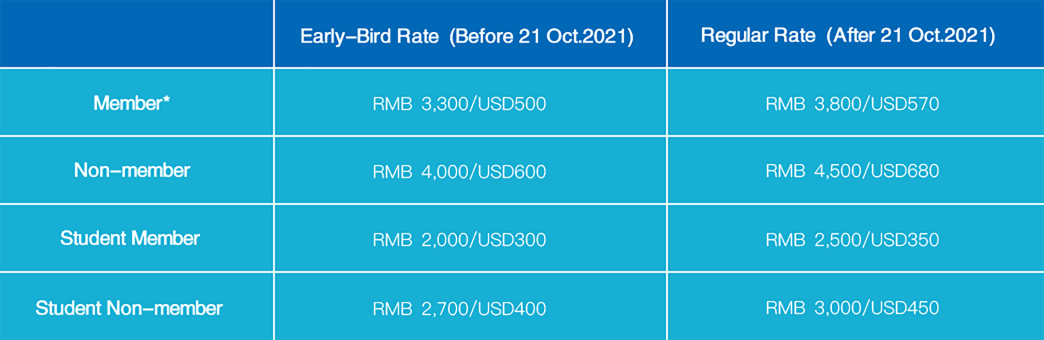 Early-Bird Rate (Before 21 Oct.2021) Regular Rate (After 21 Oct.2021)
Member* RMB 3,300/USD500 RMB 3,800/USD570
Non-member RMB 4,000/USD600 RMB 4,500/USD680
Student Member RMB 2,000/USD300 RMB 2,500/USD350
Student Non-member RMB 2,700/USD400 RMB 3,000/USD450